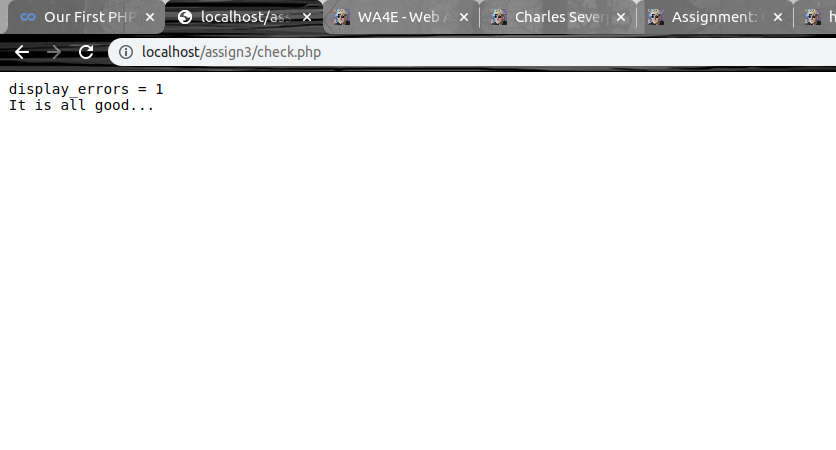 Our First PHP
localhost/ass
WA4E - Web A
Charles Sever
Assignment:
h
localhost/assign3/check.php
display_errors = 1
It is all good...